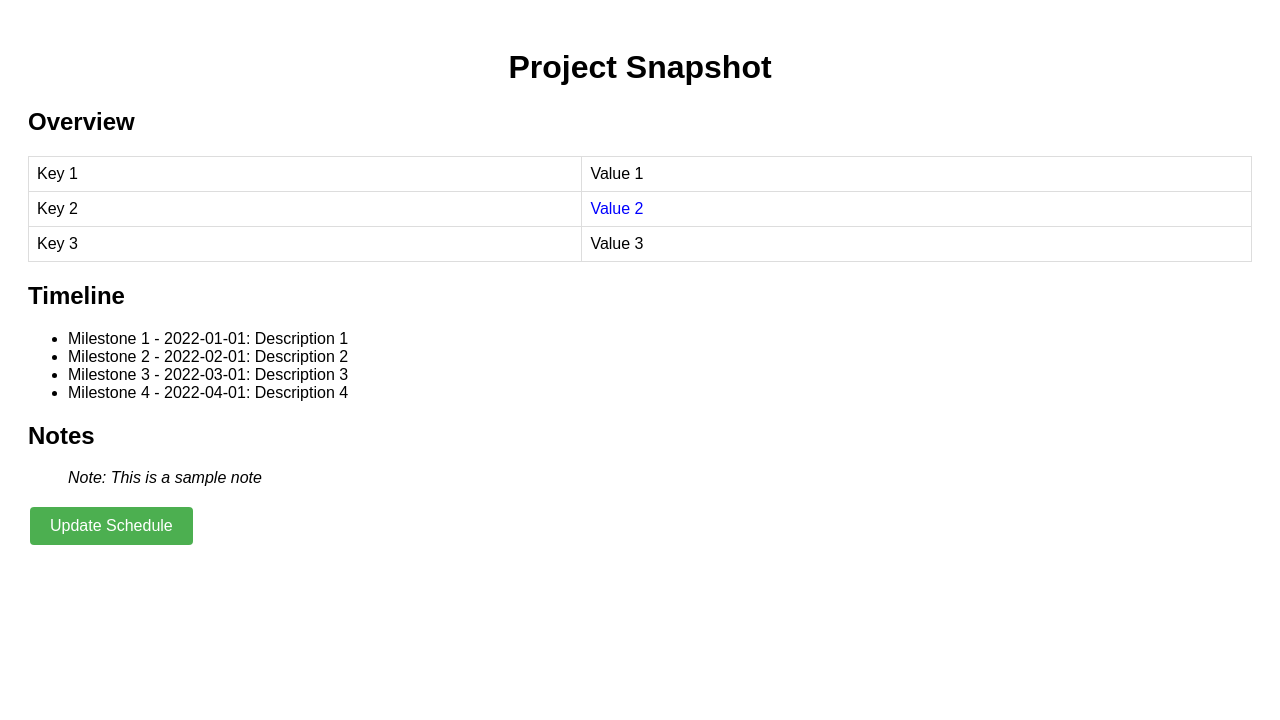 Project Snapshot
Overview
Key 1 Value 1
Key 2 Value 2
Key 3 Value 3
Timeline
Milestone 1 - 2022-01-01: Description 1
Milestone 2 - 2022-02-01: Description 2
Milestone 3 - 2022-03-01: Description 3
Milestone 4 - 2022-04-01: Description 4
Notes
Note: This is a sample note
Update Schedule